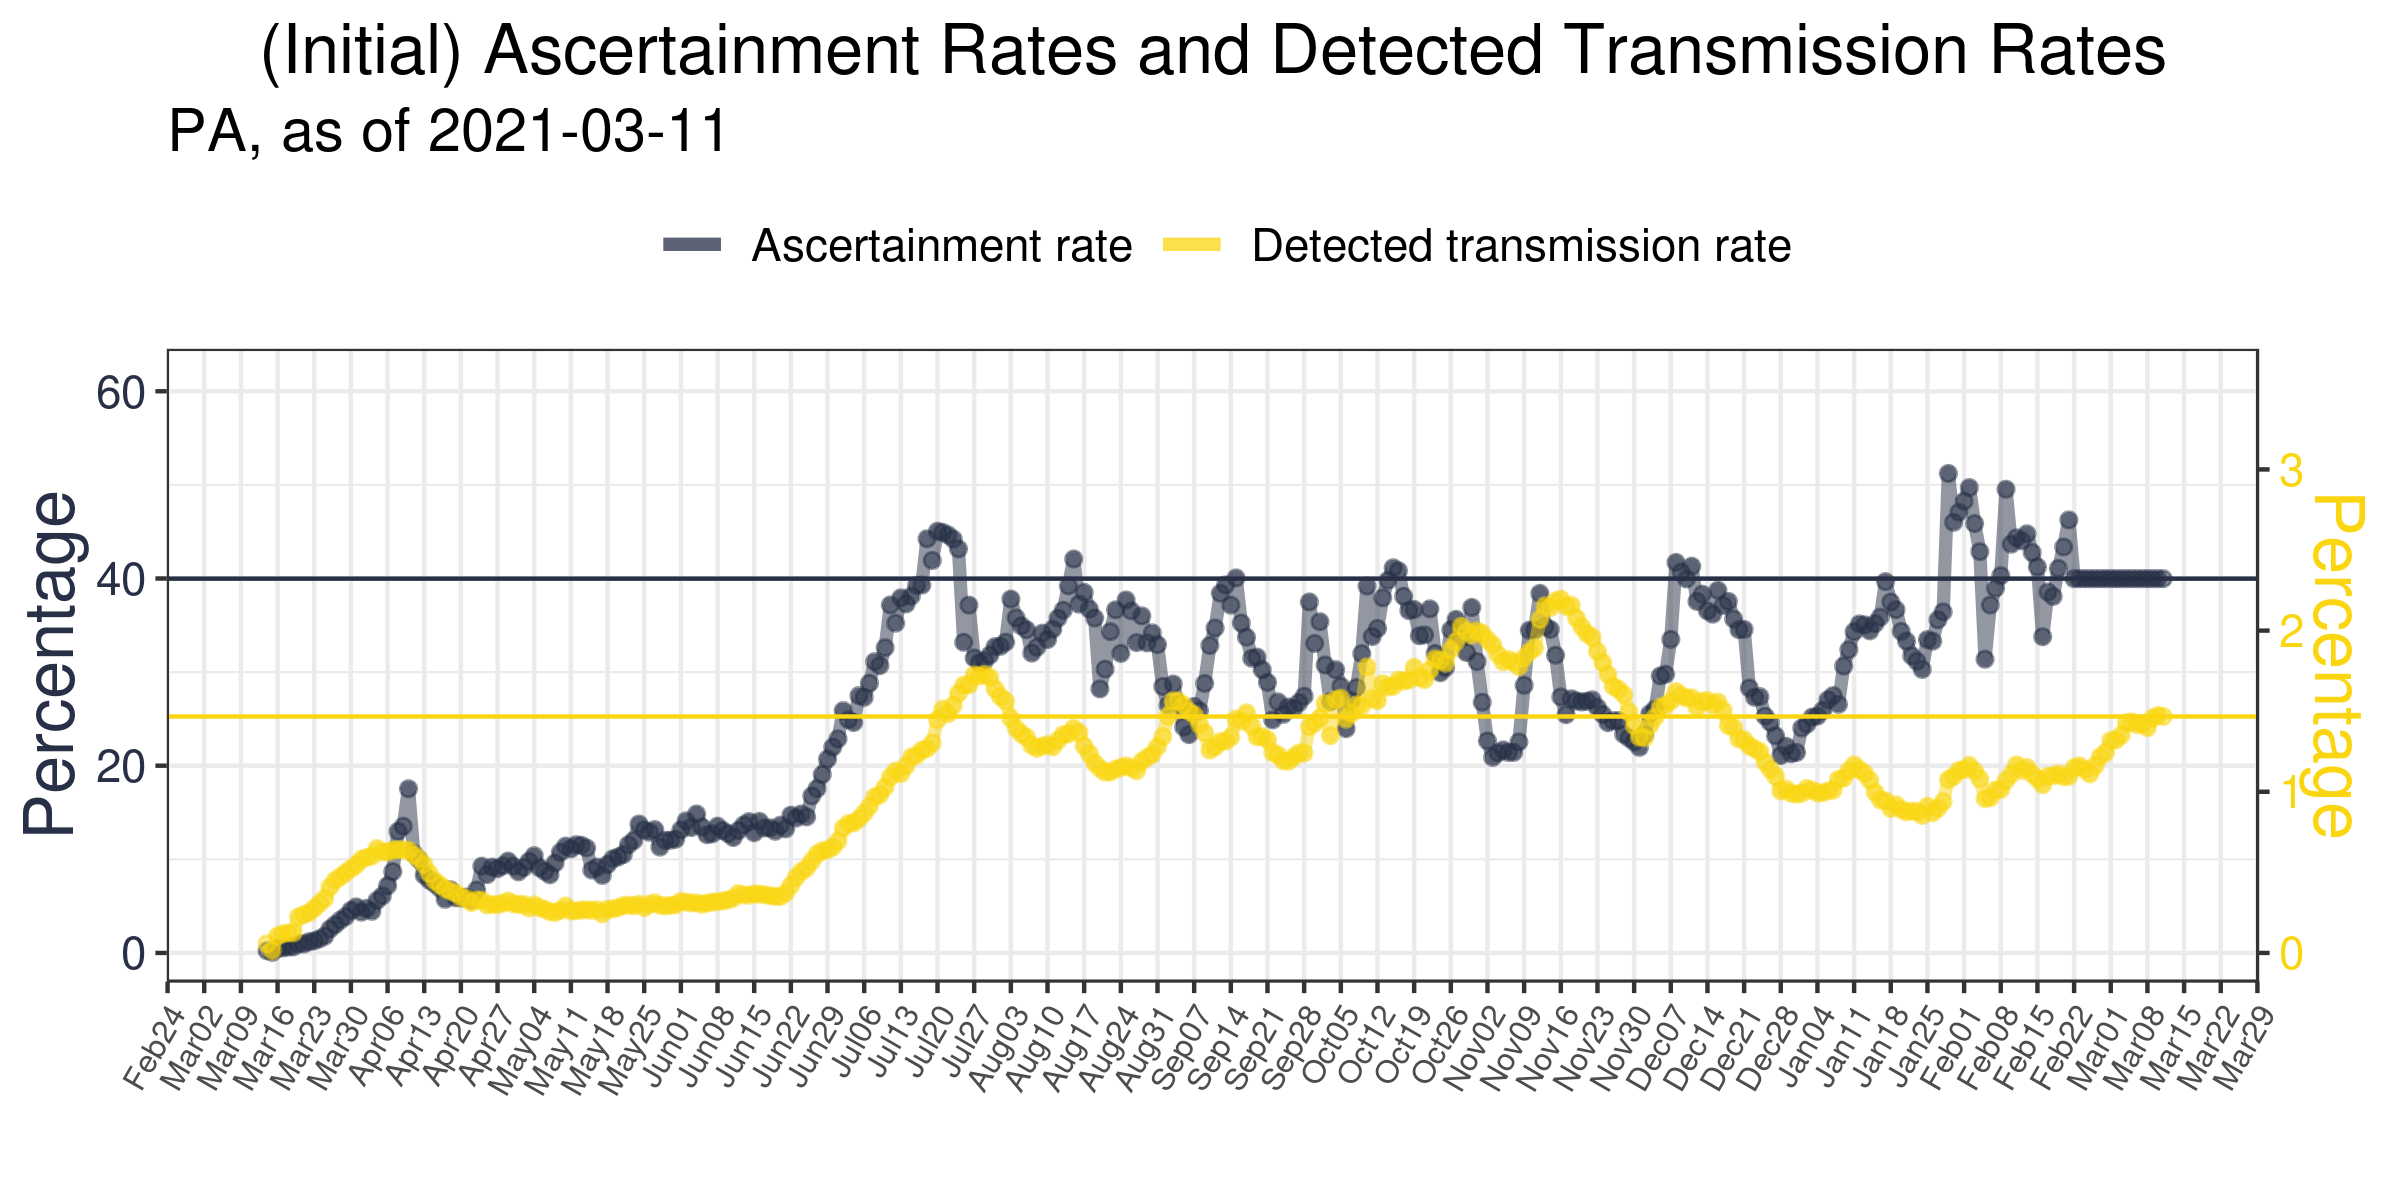 (Initial) Ascertainment Rates and Detected Transmission Rates
PA, as of 2021-03-11
Ascertainment rate
Detected transmission rate
Percentage
60
40
20
0
3
2
1
0
Percentage
Feb24
Mar02
Mar09
Mar16
Mar23
Mar30
Apr06
Apr13
Apr20
Apr27
May04
May11
May18
May25
Jun01
Jun08
Jun15
Jun22
Jun29
Jul06
Jul13
Jul20
Jul27
Aug03
Aug10
Aug17
Aug24
Aug31
Sep07
Sep14
Sep21
Sep28
Oct05
Oct12
Oct19
Oct26
Nov02
Nov09
Nov16
Nov23
Nov30
Dec07
Dec14
Dec21
Dec28
Jan04
Jan11
Jan18
Jan25
Feb01
Feb08
Feb15
Feb22
Mar01
Mar08
Mar15
Mar22
Mar29